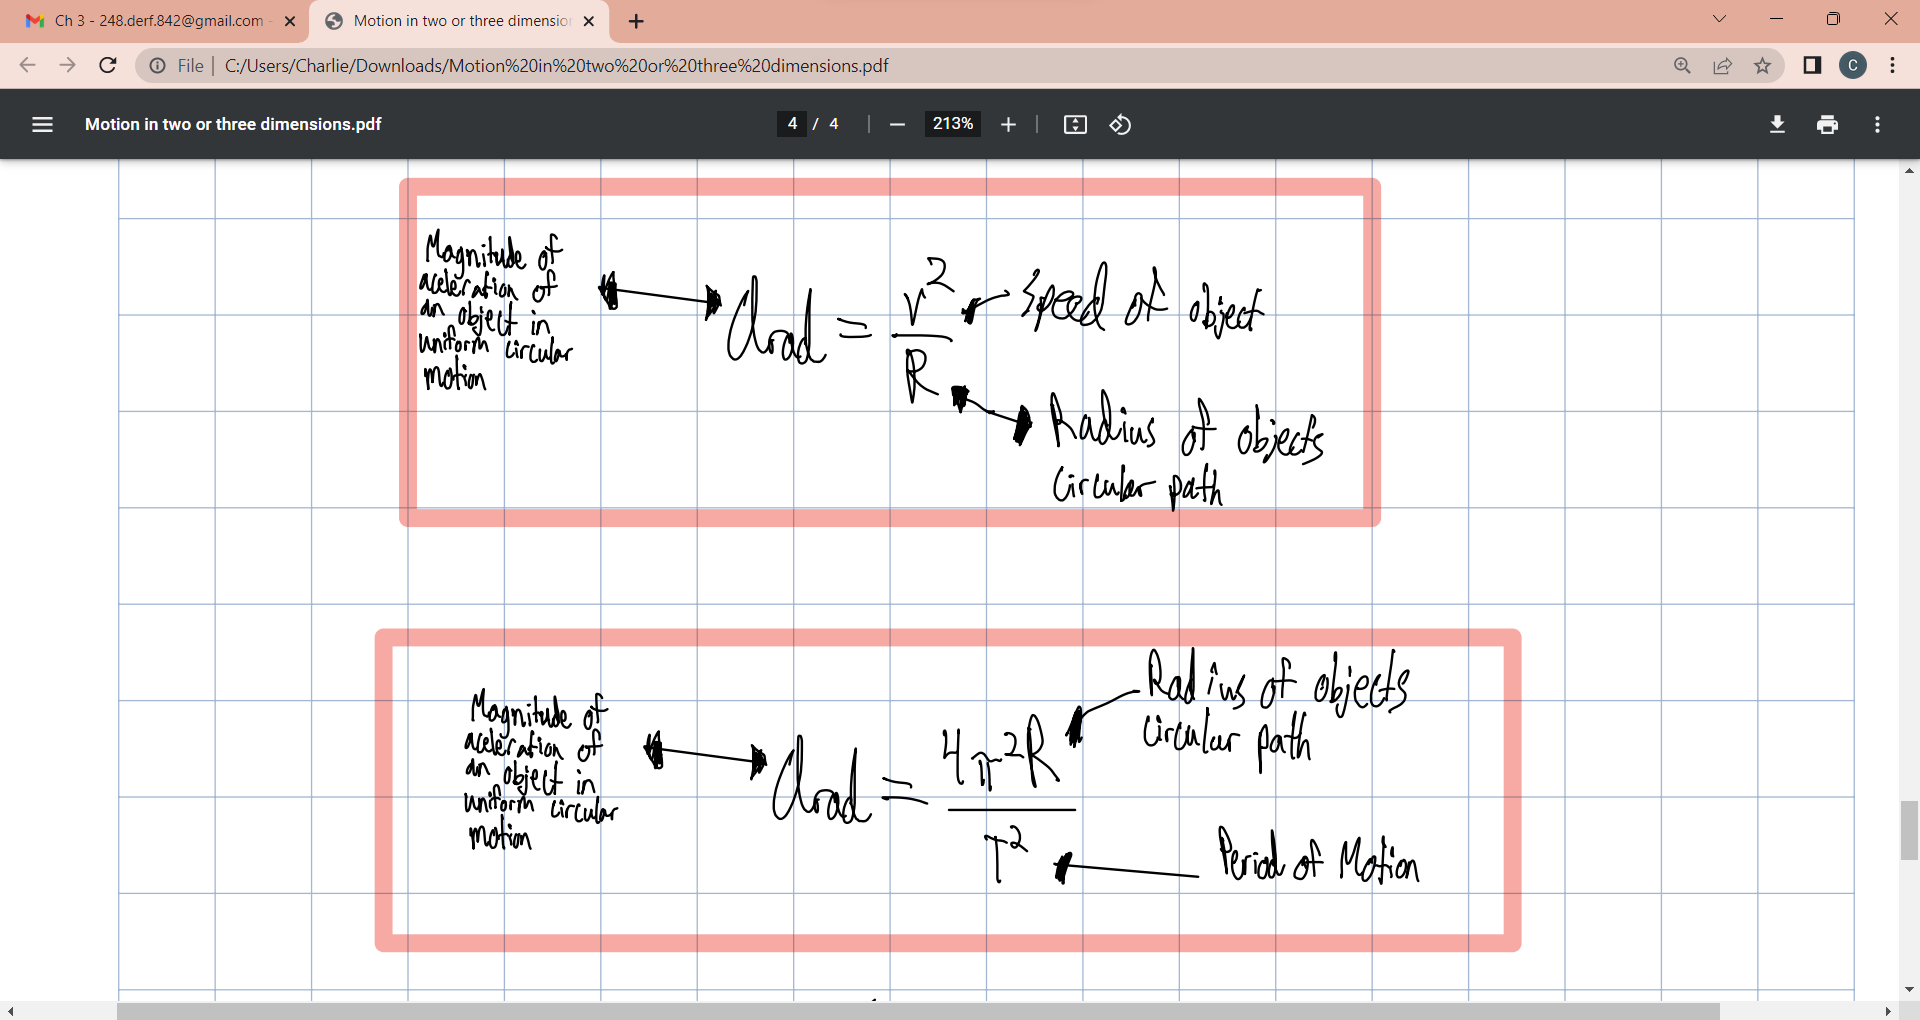 Ch 3 - 248.derf.842@gmail.com -
Motion in two or three dimensio
File | C:/Users/Charlie/Downloads/Motion%20in%20two%20or%20three%20dimensions.pdf
C
Motion in two or three dimensions.pdf
4 / 4
213%
Magnitude of
aceleration of
an object in
uniform circular
motion
arad = v²/R
Speed of object
Radius of objects
Circular path
Magnitude of
aceleration of
an object in
uniform circular
motion
arad = 4π²R/T²
Radius of objects
Circular path
Period of Motion